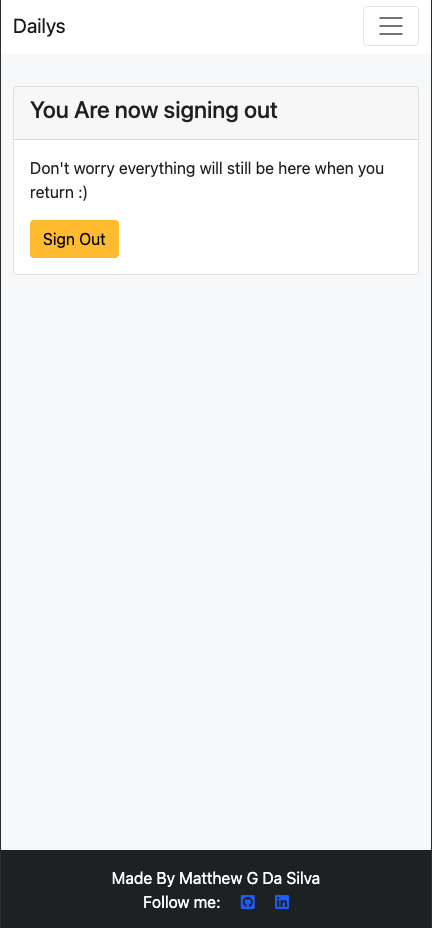 Dailys
You Are now signing out
Don't worry everything will still be here when you
return :)
Sign Out
Made By Matthew G Da Silva
Follow me: